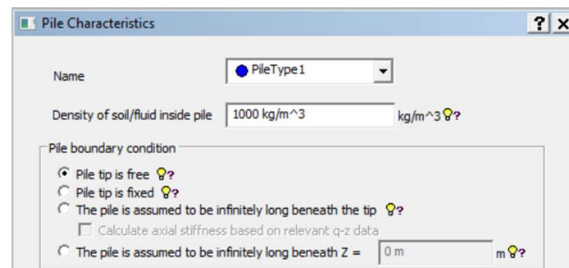 Pile Characteristics ? x
Name PileType1
Density of soil/fluid inside pile 1000 kg/m^3 kg/m^3 ?
Pile boundary condition
Pile tip is free ?
Pile tip is fixed ?
The pile is assumed to be infinitely long beneath the tip ?
Calculate axial stiffness based on relevant q-z data
The pile is assumed to be infinitely long beneath Z = 0 m m ?